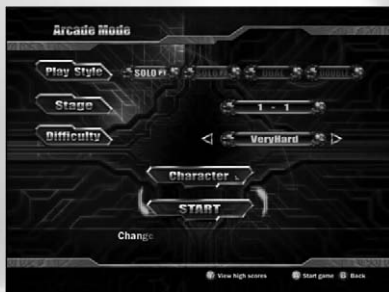 Arcade Mode
Play Style SOLO
Stage 1 - 1
Difficulty VeryHard
Character
START
Change
View high scores Start game Back